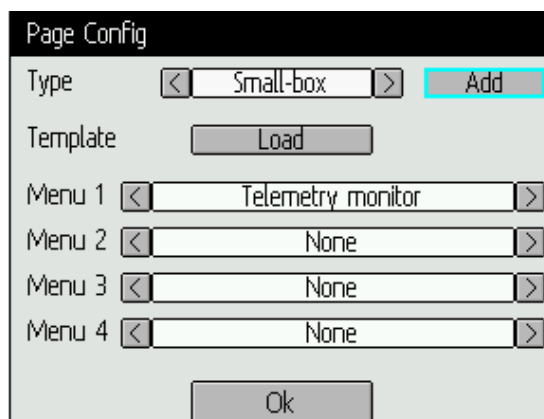 Page Config
Type < Small-box > Add
Template Load
Menu 1 < Telemetry monitor >
Menu 2 < None >
Menu 3 < None >
Menu 4 < None >
Ok